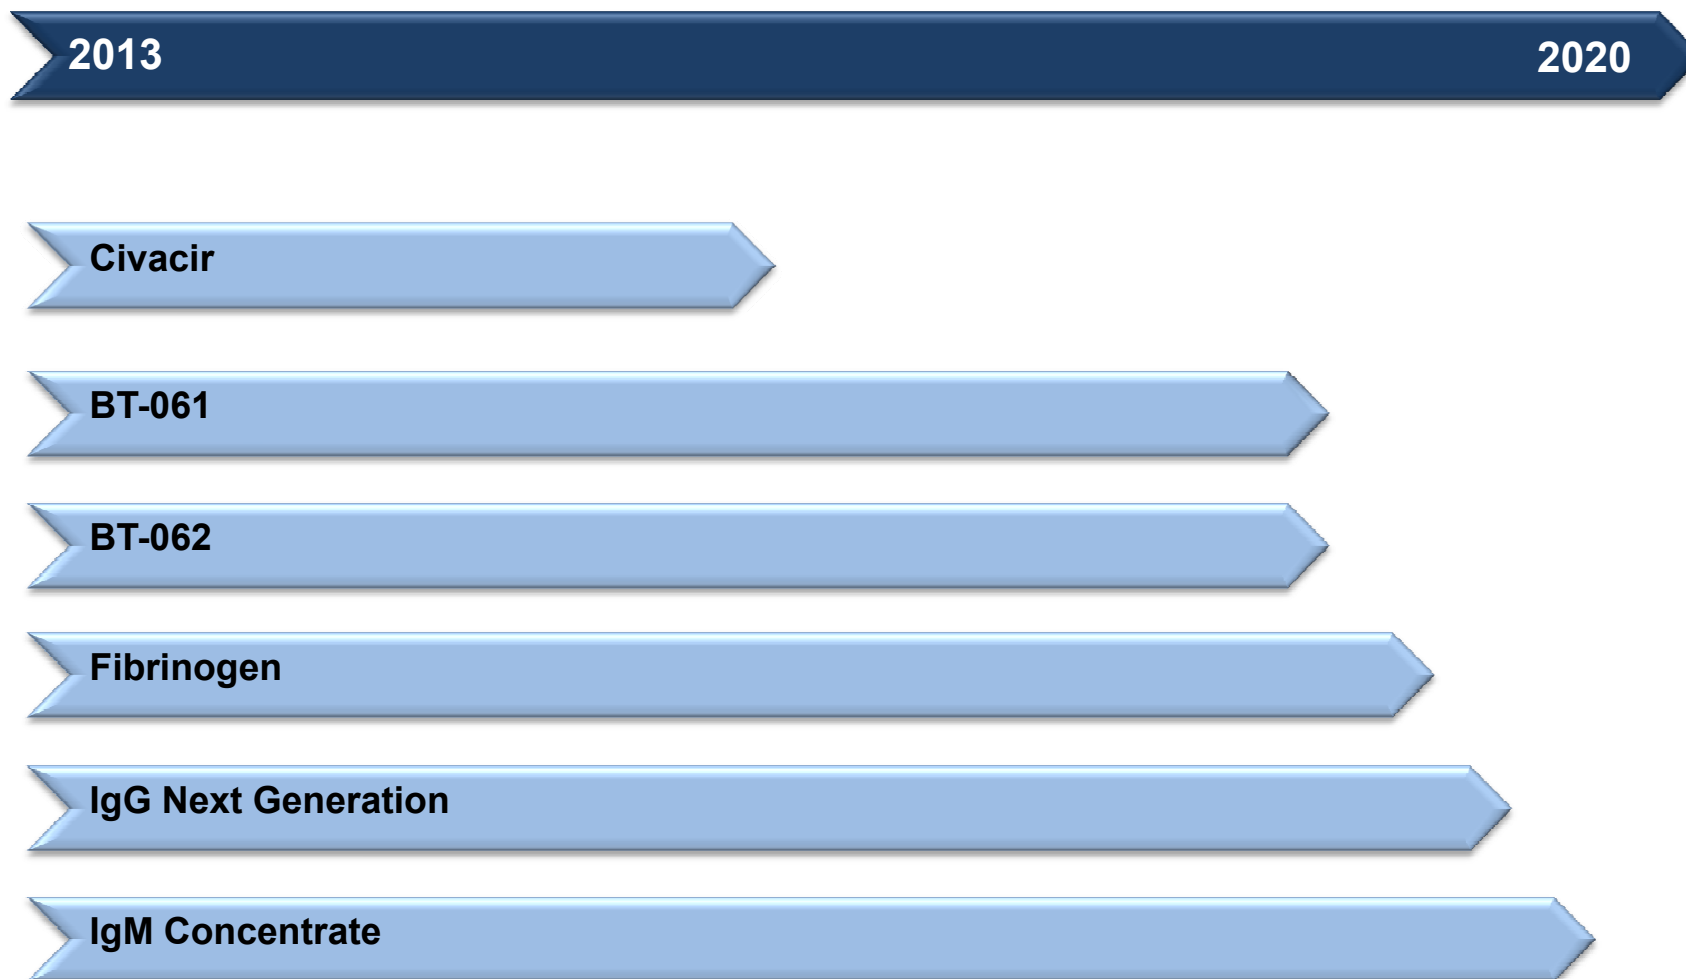 2013
2020
Civacir
BT-061
BT-062
Fibrinogen
IgG Next Generation
IgM Concentrate